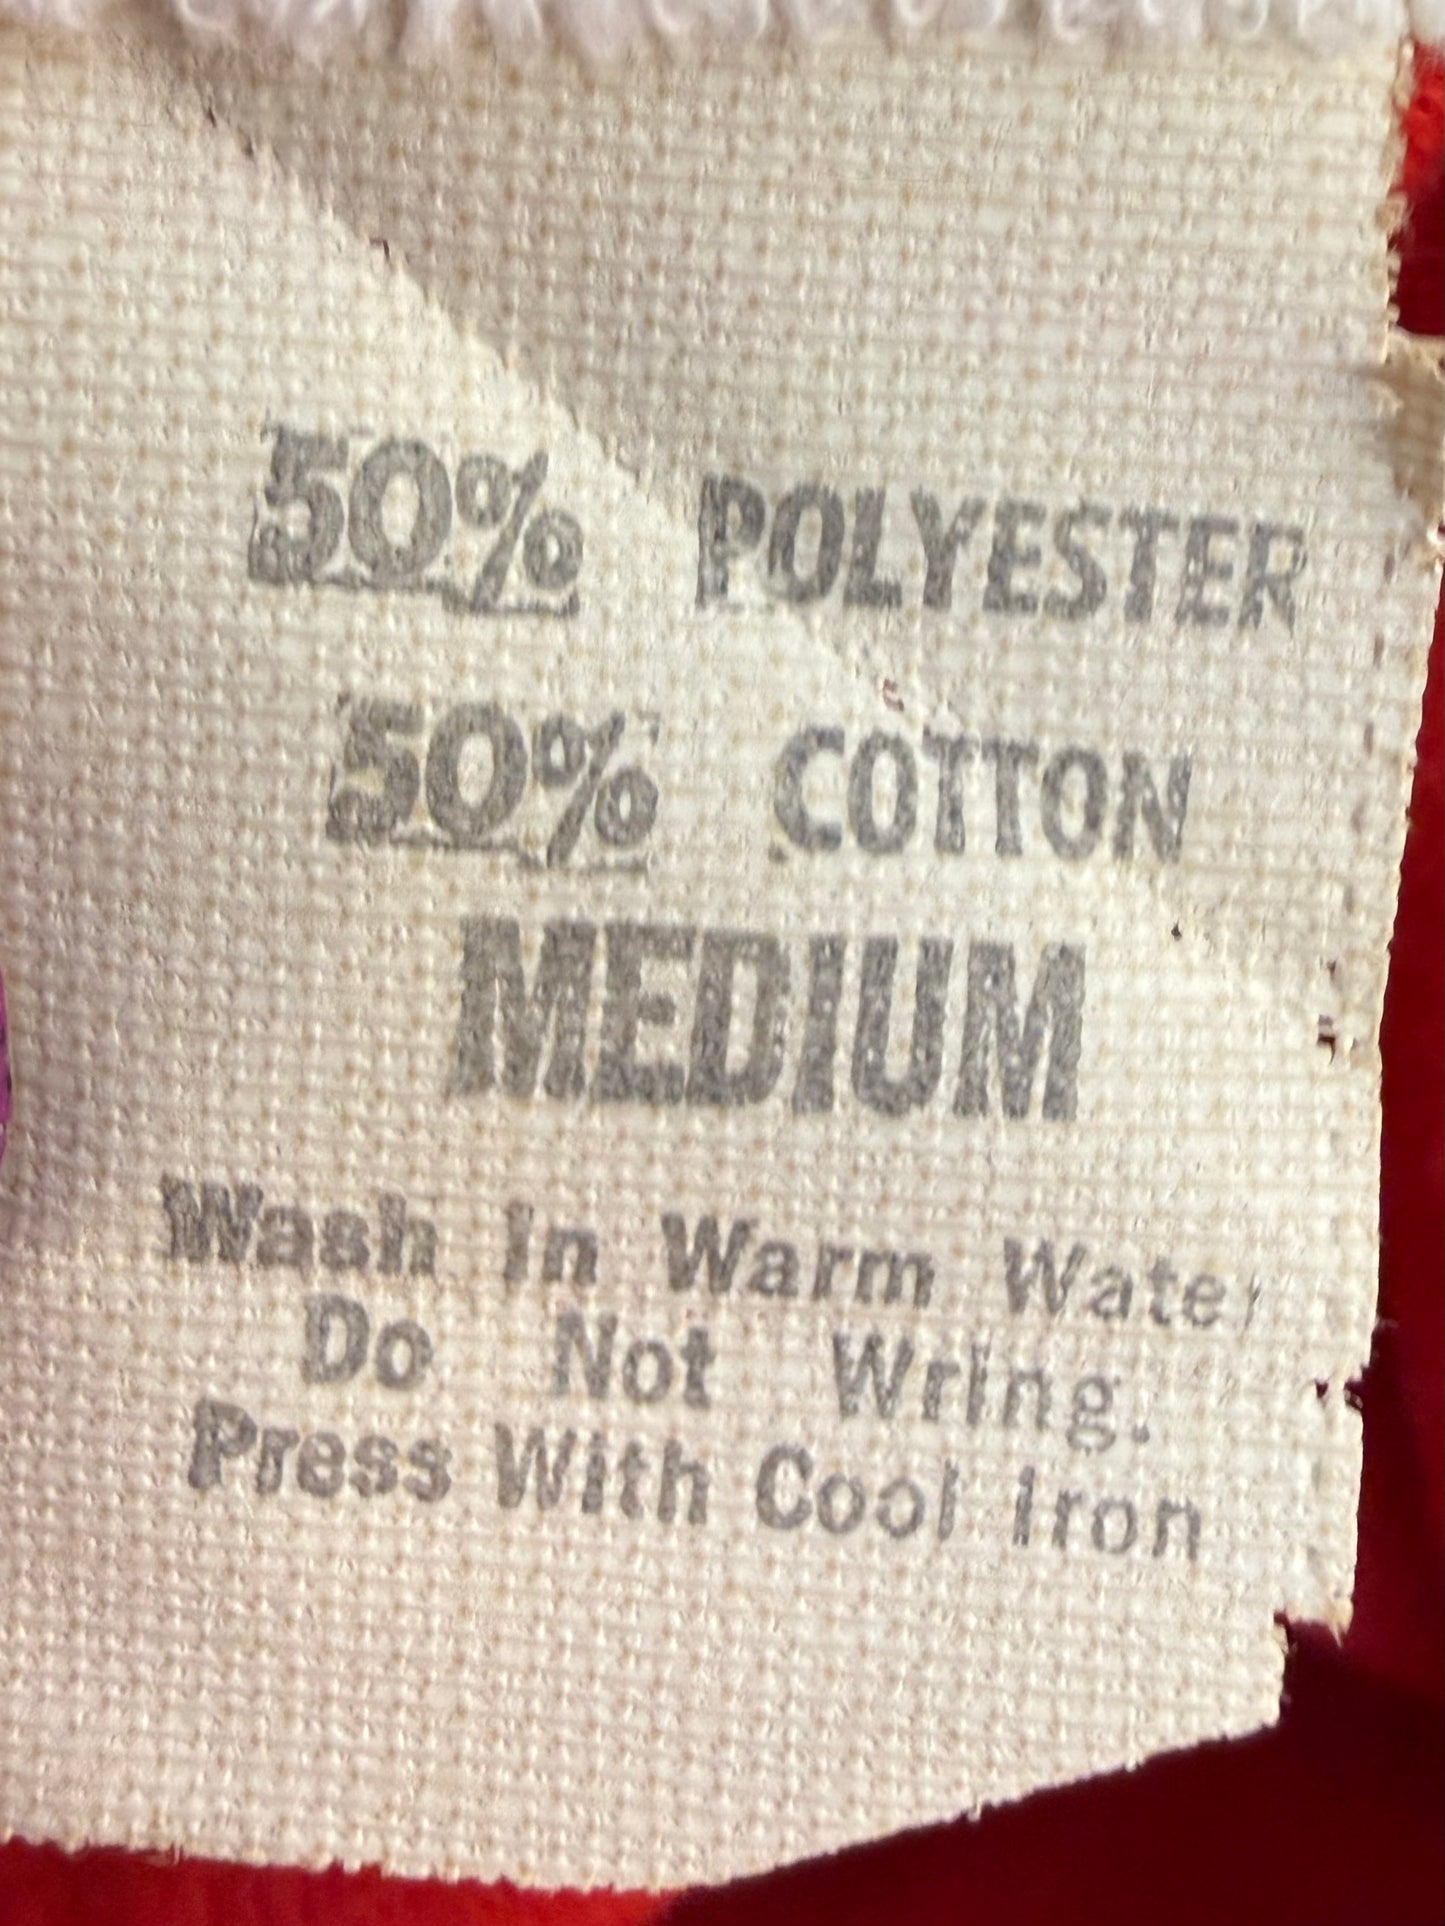 50% POLYESTER
50% COTTON
MEDIUM
Wash in Warm Water
Do Not Wring.
Press With Cool Iron